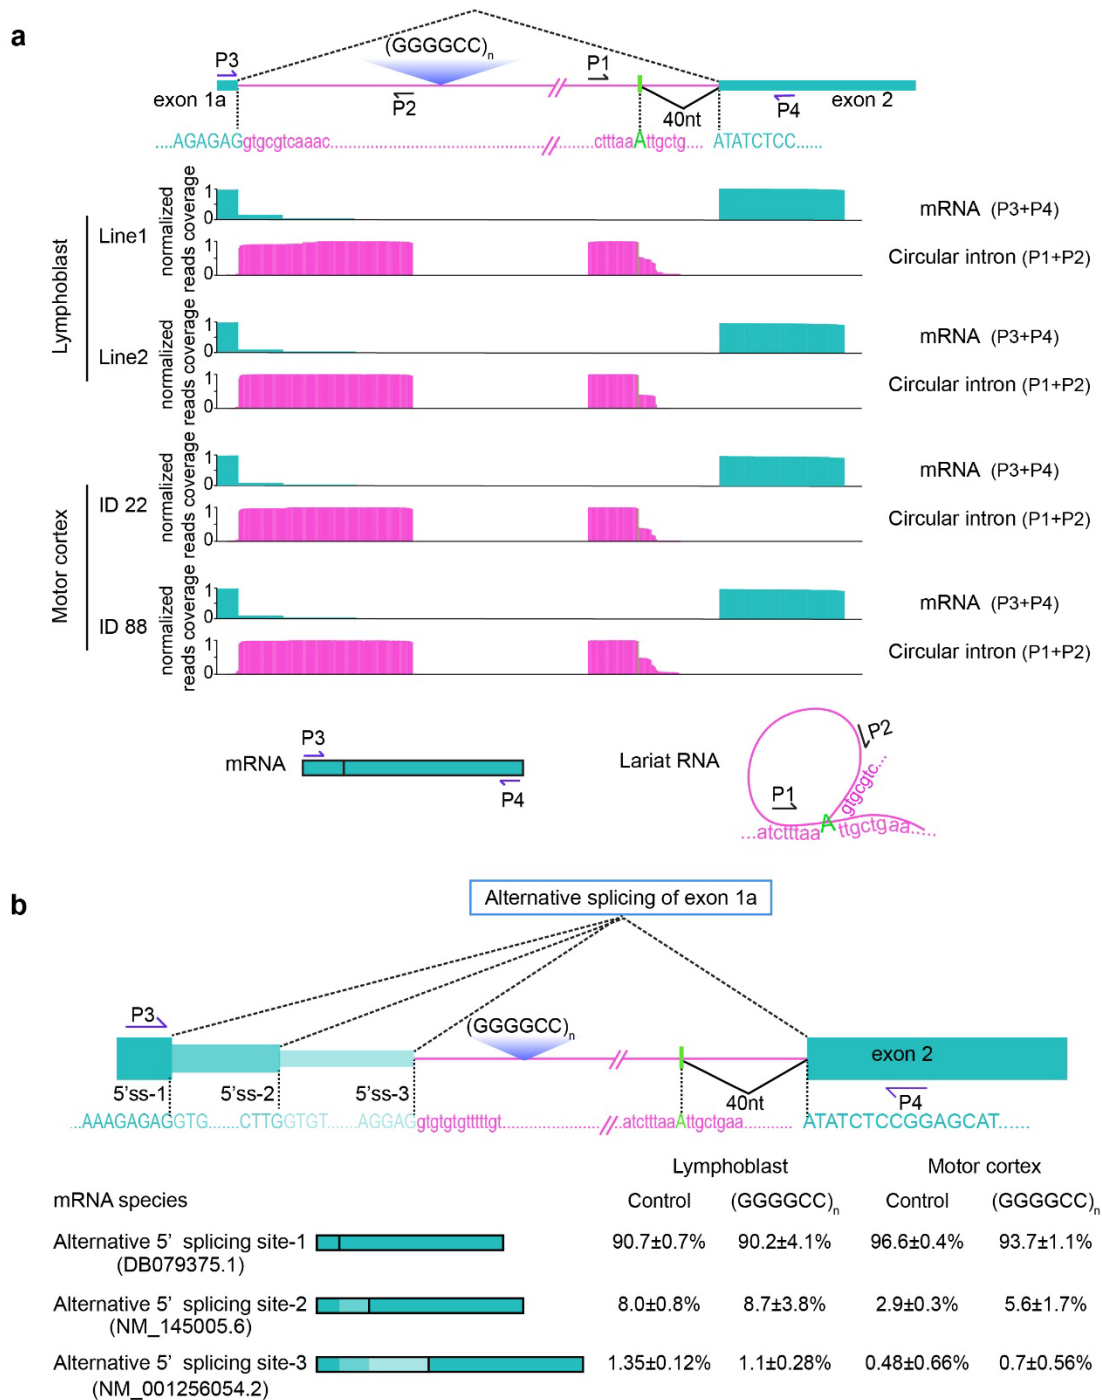 a
(GGGGCC)n
P3
P1
exon 1a
P2
40nt
P4
exon 2
....AGAGAGgtgcgtcaaac.......................................//........ctttaaAttgctg.... ATATCTCC......
Lymphoblast
Line1
normalized reads coverage
1
0
mRNA (P3+P4)
1
0
Circular intron (P1+P2)
Line2
normalized reads coverage
1
0
mRNA (P3+P4)
1
0
Circular intron (P1+P2)
Motor cortex
ID 22
normalized reads coverage
1
0
mRNA (P3+P4)
1
0
Circular intron (P1+P2)
ID 88
normalized reads coverage
1
0
mRNA (P3+P4)
1
0
Circular intron (P1+P2)
P3
mRNA
P4
Lariat RNA
P2
P1
gtgcgtc...
...atctttaaAttgctgaa.....
b
Alternative splicing of exon 1a
P3
(GGGGCC)n
exon 2
5'ss-1
5'ss-2
5'ss-3
40nt
P4
...AAAGAGAGGTG......CTTGGTGT......AGGAGgtgtgtgtttttgt...................//..atctttaaAttgctgaa........... ATATCTCCGGAGCAT......
Lymphoblast
Motor cortex
mRNA species
Control
(GGGGCC)n
Control
(GGGGCC)n
Alternative 5' splicing site-1
(DB079375.1)
90.7±0.7%
90.2±4.1%
96.6±0.4%
93.7±1.1%
Alternative 5' splicing site-2
(NM_145005.6)
8.0±0.8%
8.7±3.8%
2.9±0.3%
5.6±1.7%
Alternative 5' splicing site-3
(NM_001256054.2)
1.35±0.12%
1.1±0.28%
0.48±0.66%
0.7±0.56%